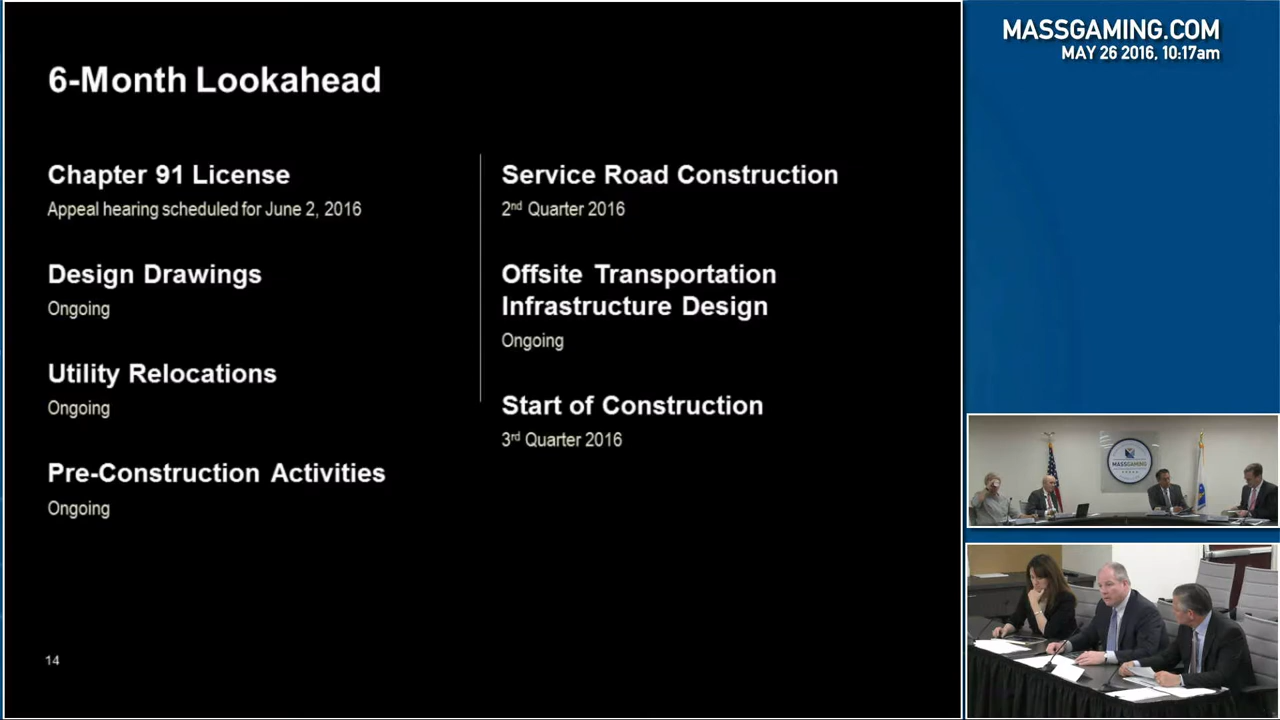 6-Month Lookahead
Chapter 91 License
Appeal hearing scheduled for June 2, 2016
Design Drawings
Ongoing
Utility Relocations
Ongoing
Pre-Construction Activities
Ongoing
Service Road Construction
2nd Quarter 2016
Offsite Transportation
Infrastructure Design
Ongoing
Start of Construction
3rd Quarter 2016
14
MASSGAMING.COM
MAY 26 2016, 10:17am
MASSGAMING